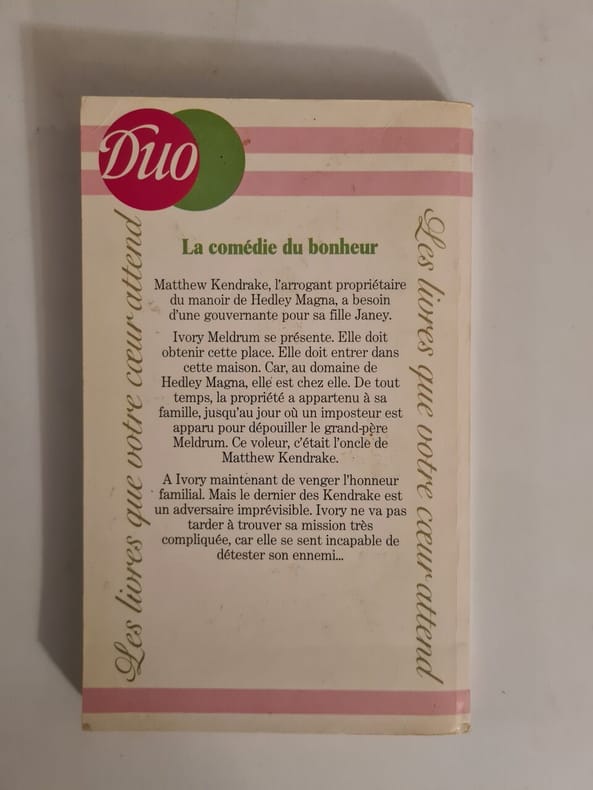 Duo
La comédie du bonheur
Matthew Kendrake, l'arrogant propriétaire
du manoir de Hedley Magna, a besoin
d'une gouvernante pour sa fille Janey.
Ivory Meldrum se présente. Elle doit
obtenir cette place. Elle doit entrer dans
cette maison. Car, au domaine de
Hedley Magna, elle est chez elle. De tout
temps, la propriété a appartenu à sa
famille, jusqu'au jour où un imposteur est
apparu pour dépouiller le grand-père
Meldrum. Ce voleur, c'était l'oncle de
Matthew Kendrake.
A Ivory maintenant de venger l'honneur
familial. Mais le dernier des Kendrake est
un adversaire imprévisible. Ivory ne va pas
tarder à trouver sa mission très
compliquée, car elle se sent incapable de
détester son ennemi...
Les livres que votre cœur attend
Les livres que votre cœur attend